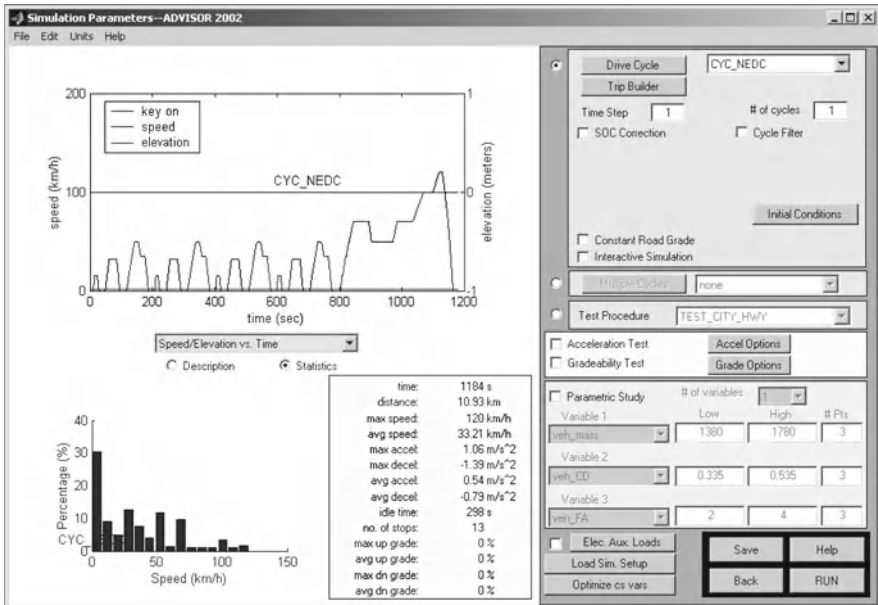 Simulation Parameters--ADVISOR 2002
File Edit Units Help
200
100
0
speed (km/h)
key on
speed
elevation
CYC_NEDC
1
0
-1
elevation (meters)
0 200 400 600 800 1000 1200
time (sec)
Speed/Elevation vs. Time
Description Statistics
40
30
20
10
0
Percentage (%)
CYC_
0 50 100 150
Speed (km/h)
time: 1184 s
distance: 10.93 km
max speed: 120 km/h
avg speed: 33.21 km/h
max accel: 1.06 m/s^2
max decel: -1.39 m/s^2
avg accel: 0.54 m/s^2
avg decel: -0.79 m/s^2
idle time: 298 s
no. of stops: 13
max up grade: 0 %
avg up grade: 0 %
max dn grade: 0 %
avg dn grade: 0 %
Drive Cycle CYC_NEDC
Trip Builder
Time Step 1 # of cycles 1
SOC Correction Cycle Filter
Initial Conditions
Constant Road Grade
Interactive Simulation
Multiple Cycles none
Test Procedure TEST_CITY_HWY
Acceleration Test Accel Options
Gradeability Test Grade Options
Parametric Study # of variables 1
Variable 1 Low High # Pts
veh_mass 1380 1780 3
Variable 2
veh_CD 0.335 0.535 3
Variable 3
veh_FA 2 4 3
Elec. Aux. Loads
Load Sim. Setup
Optimize cs vars
Save Help
Back RUN